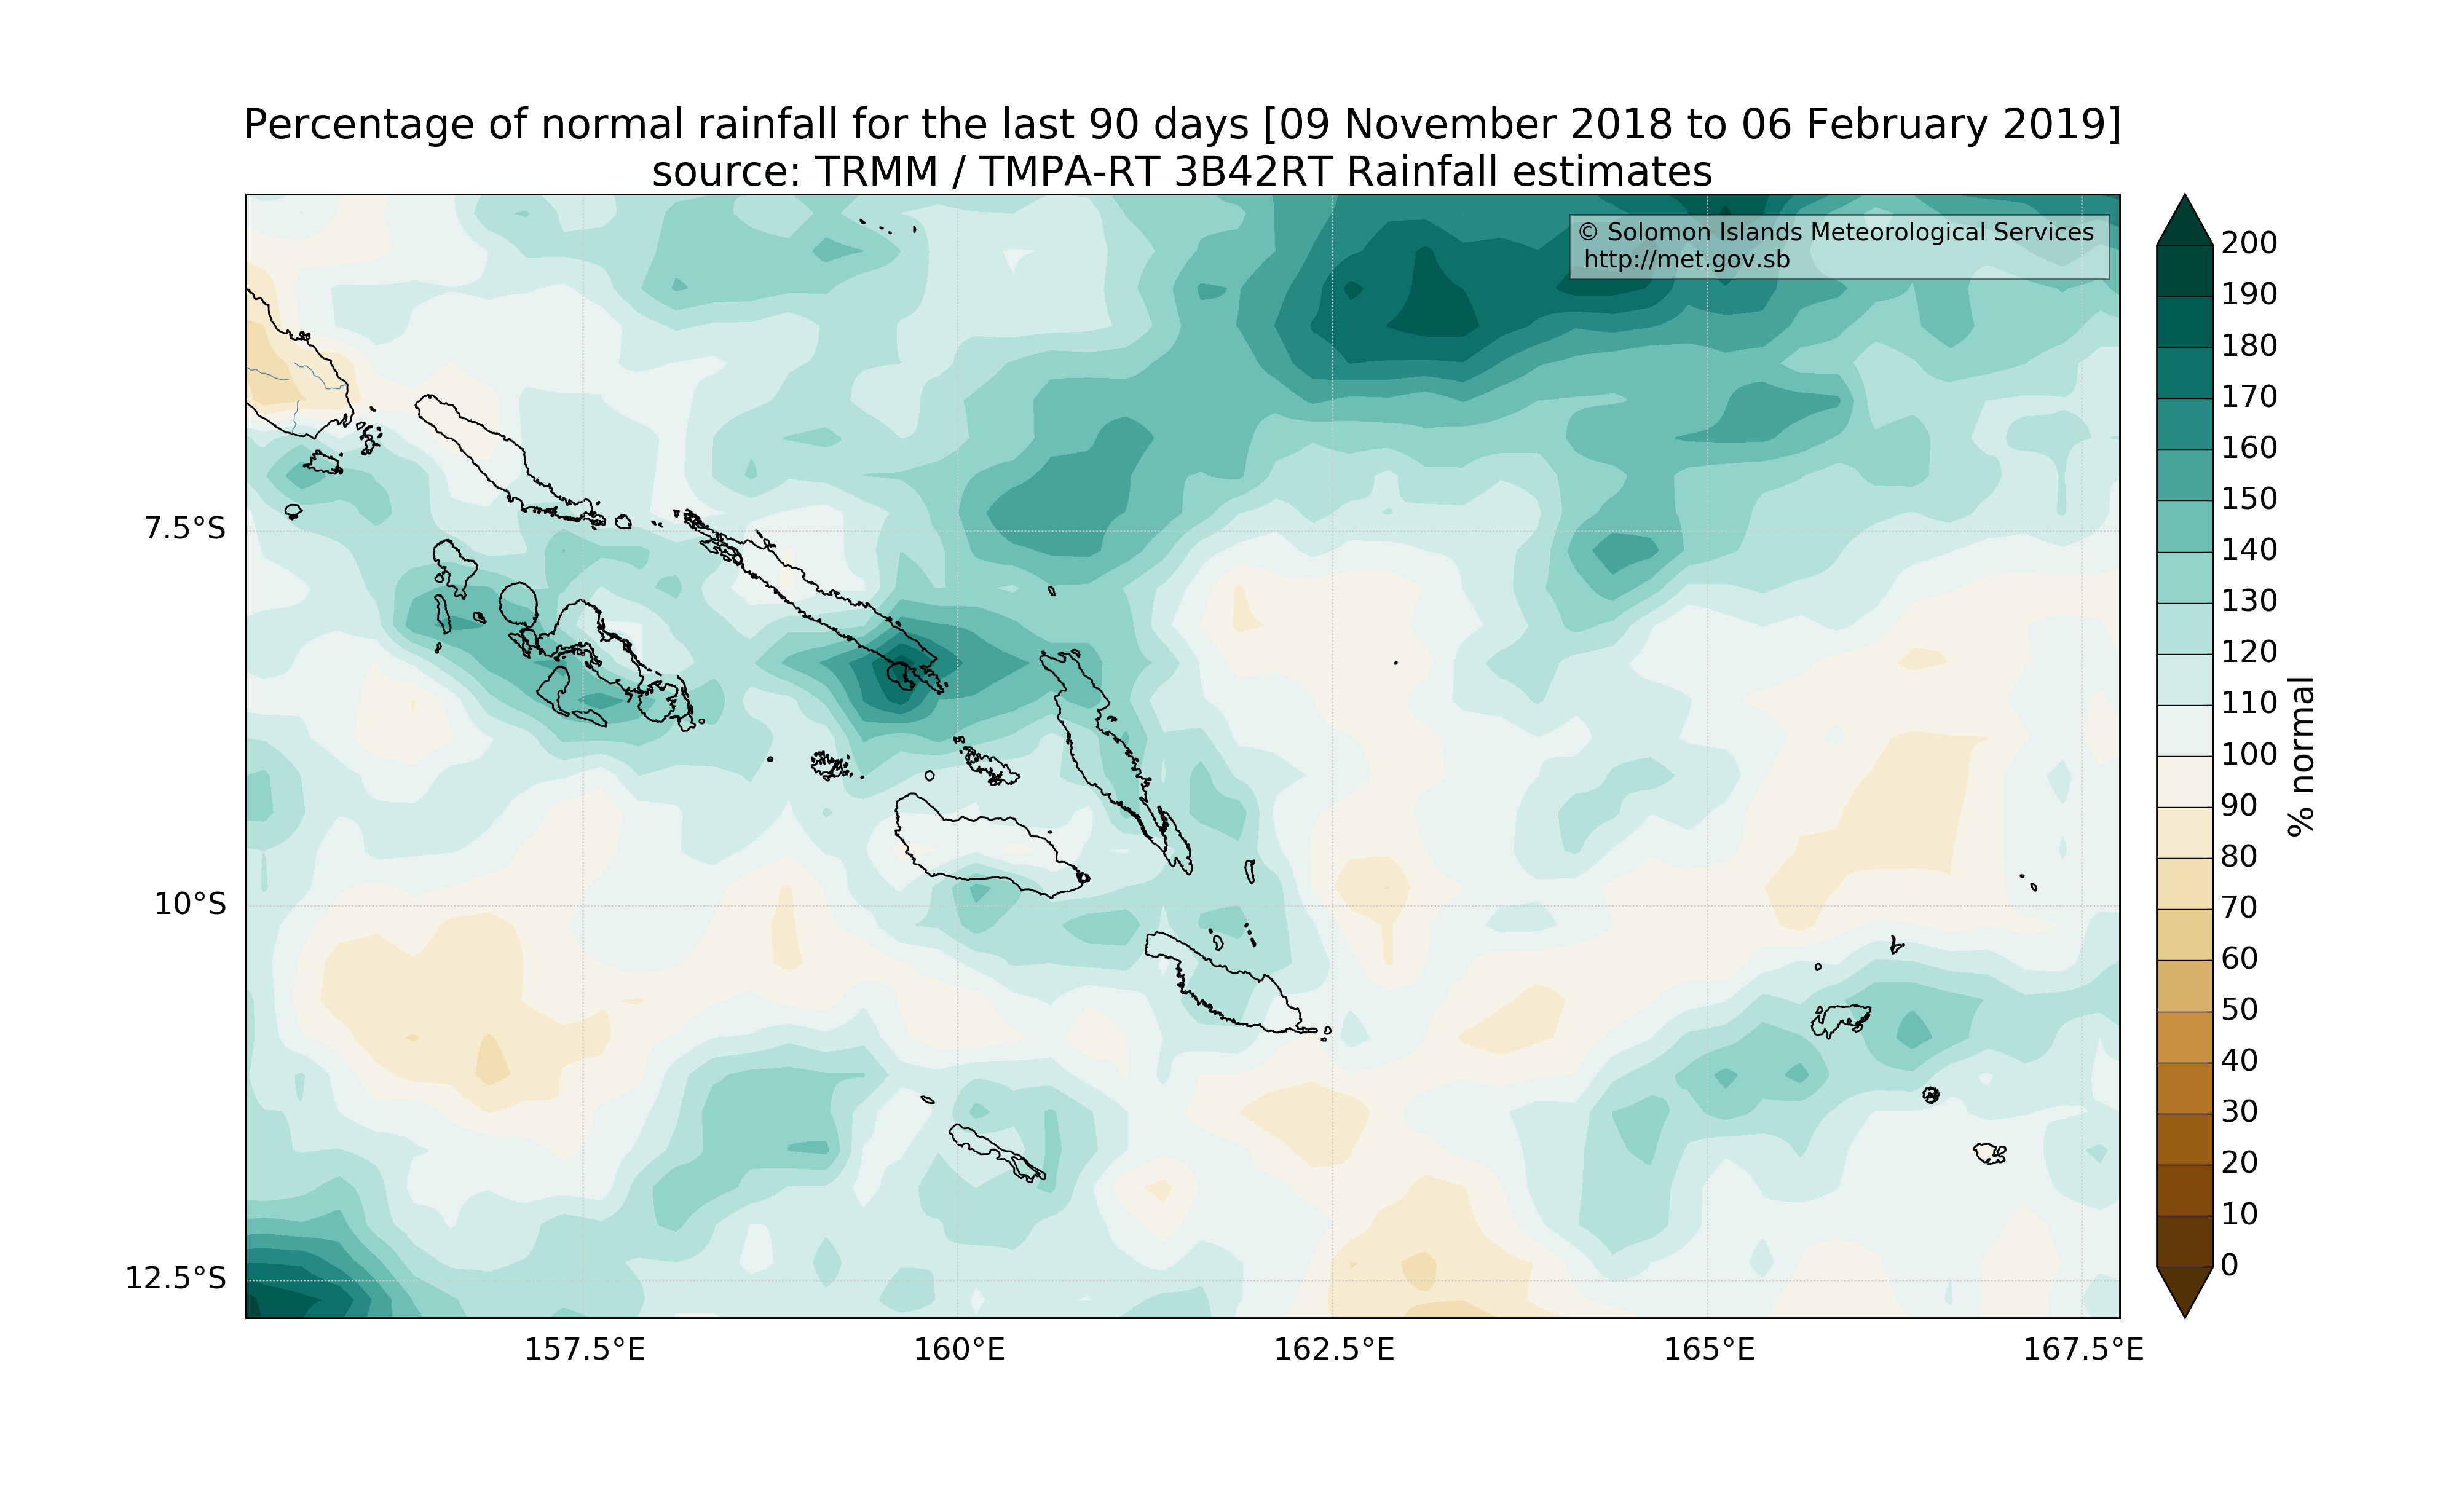 Percentage of normal rainfall for the last 90 days [09 November 2018 to 06 February 2019]
source: TRMM / TMPA-RT 3B42RT Rainfall estimates
© Solomon Islands Meteorological Services
http://met.gov.sb
7.5°S
10°S
12.5°S
157.5°E
160°E
162.5°E
165°E
167.5°E
200
190
180
170
160
150
140
130
120
110
100
90
80
70
60
50
40
30
20
10
0
% normal